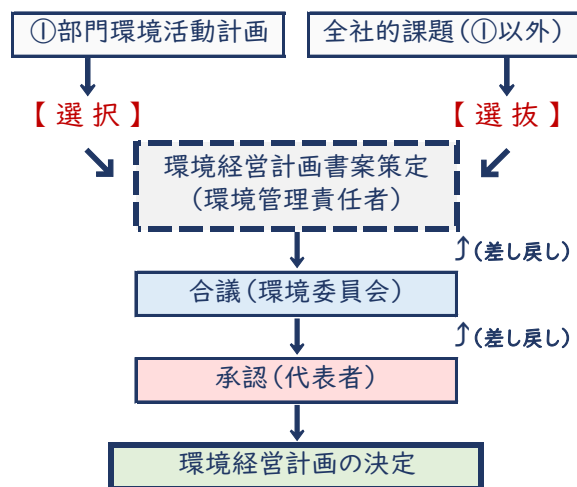 ①部門環境活動計画
全社的課題(①以外)
【選択】
【選抜】
環境経営計画書案策定
(環境管理責任者)
(差し戻し)
合議(環境委員会)
(差し戻し)
承認(代表者)
環境経営計画の決定